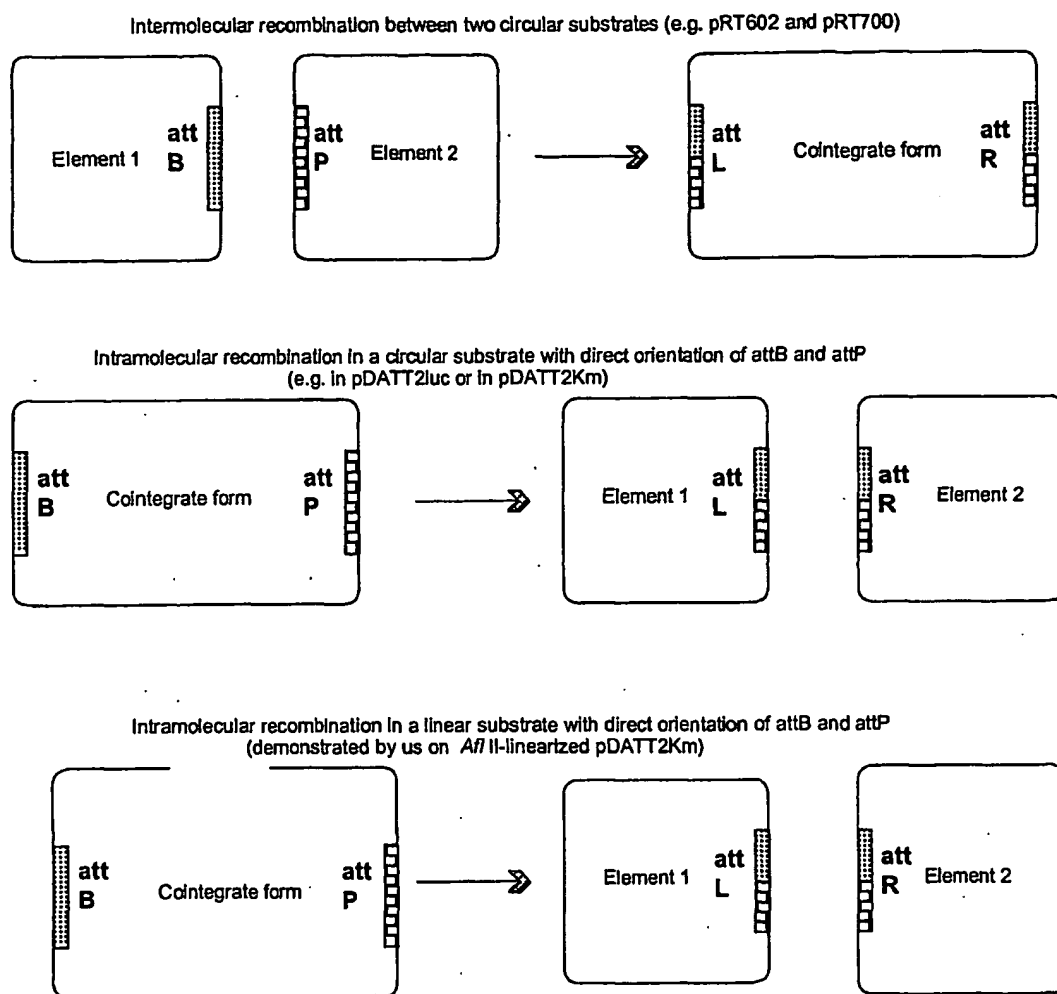 Intermolecular recombination between two circular substrates (e.g. pRT602 and pRT700)
Element 1
att
B
att
P
Element 2
att
L
Cointegrate form
att
R
Intramolecular recombination in a circular substrate with direct orientation of attB and attP
(e.g. in pDATT2luc or in pDATT2Km)
att
B
Cointegrate form
att
P
Element 1
att
L
att
R
Element 2
Intramolecular recombination in a linear substrate with direct orientation of attB and attP
(demonstrated by us on Afl II-linearized pDATT2Km)
att
B
Cointegrate form
att
P
Element 1
att
L
att
R
Element 2